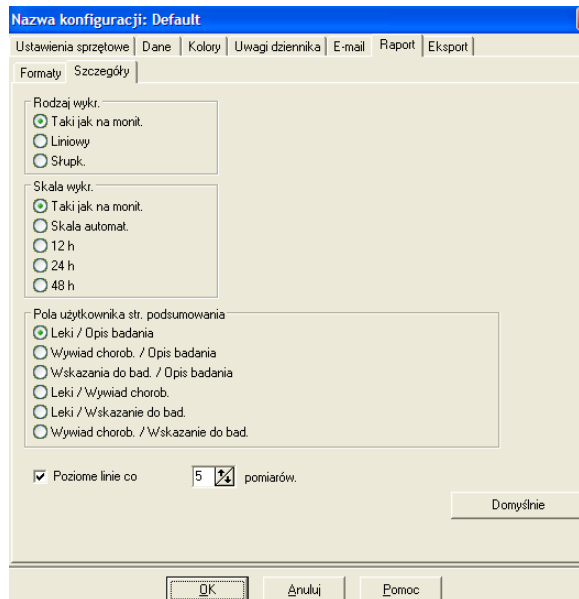 Nazwa konfiguracji: Default
Ustawienia sprzętowe Dane Kolory Uwagi dziennika E-mail Raport Eksport
Formaty Szczegóły
Rodzaj wykr.
Taki jak na monit.
Liniowy
Słupk.
Skala wykr.
Taki jak na monit.
Skala automat.
12 h
24 h
48 h
Pola użytkownika str. podsumowania
Leki / Opis badania
Wywiad chorob. / Opis badania
Wskazania do bad. / Opis badania
Leki / Wywiad chorob.
Leki / Wskazanie do bad.
Wywiad chorob. / Wskazanie do bad.
Poziome linie co 5 pomiarów.
Domyślnie
OK Anuluj Pomoc